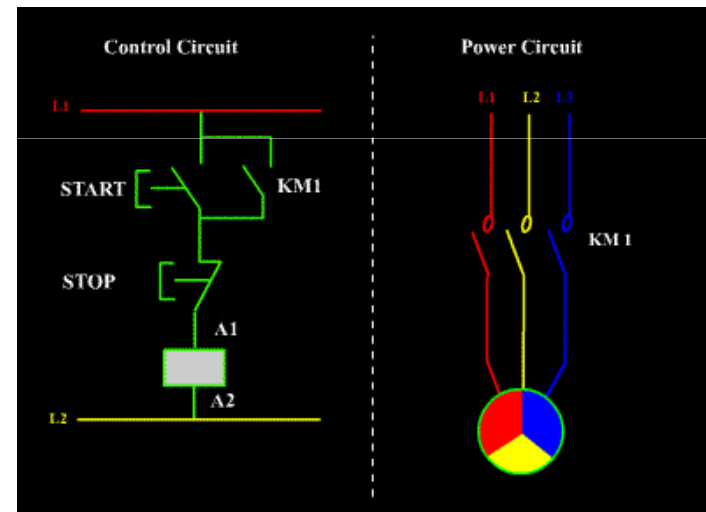 Control Circuit
Power Circuit
L1
START
KM1
STOP
A1
A2
L2
L1 L2 L3
KM 1